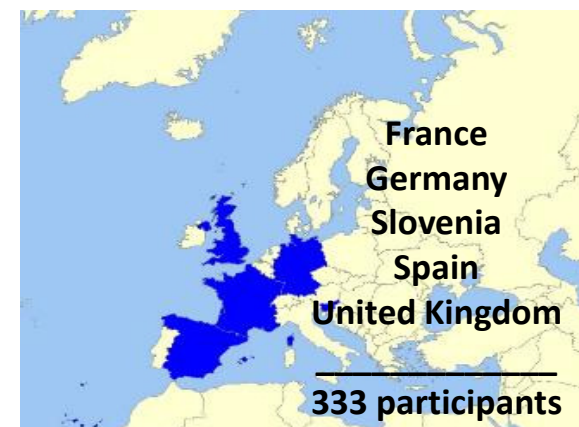 France
Germany
Slovenia
Spain
United Kingdom
333 participants